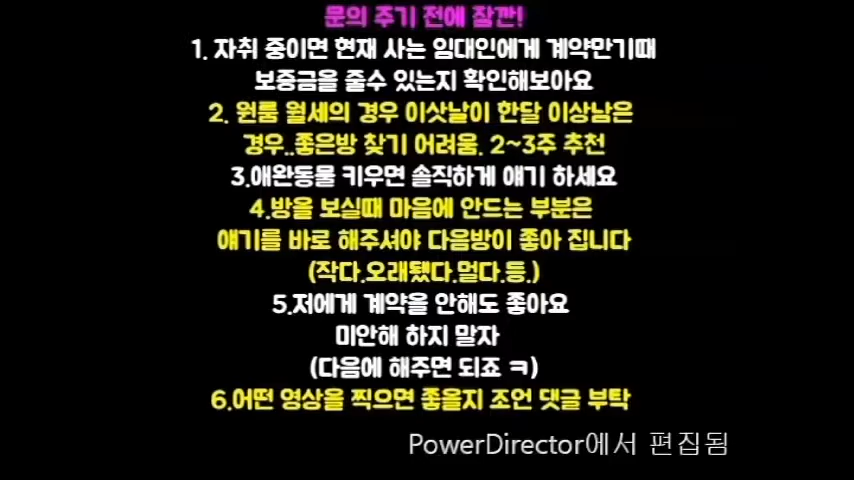 문의 주기 전에 잠깐!
1. 자취 중이면 현재 사는 임대인에게 계약만기때
보증금을 줄수 있는지 확인해보아요
2. 원룸 월세의 경우 이삿날이 한달 이상남은
경우..좋은방 찾기 어려움. 2~3주 추천
3.애완동물 키우면 솔직하게 얘기 하세요
4.방을 보실때 마음에 안드는 부분은
얘기를 바로 해주셔야 다음방이 좋아 집니다
(작다.오래됐다.멀다.등.)
5.저에게 계약을 안해도 좋아요
미안해 하지 말자
(다음에 해주면 되죠 ㅋ)
6.어떤 영상을 찍으면 좋을지 조언 댓글 부탁
PowerDirector에서 편집됨